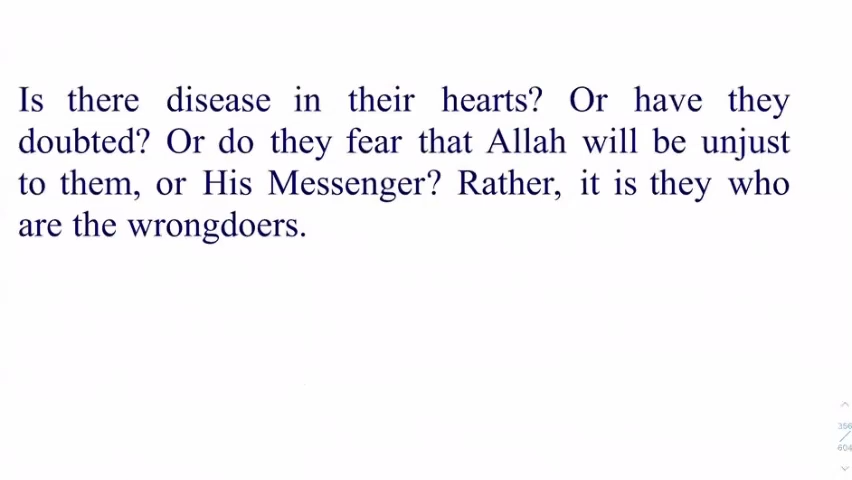 Is there disease in their hearts? Or have they
doubted? Or do they fear that Allah will be unjust
to them, or His Messenger? Rather, it is they who
are the wrongdoers.
356
604